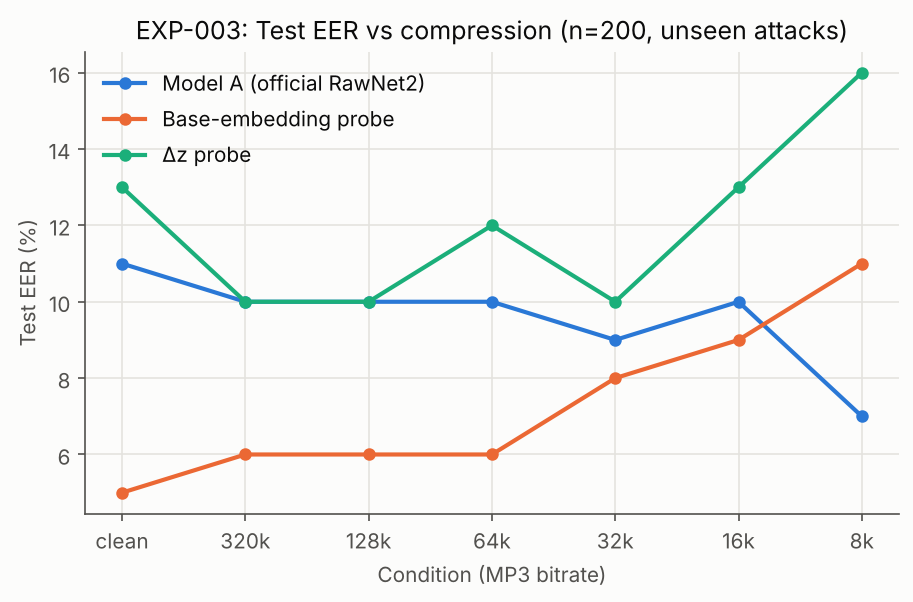 EXP-003: Test EER vs compression (n=200, unseen attacks)
Model A (official RawNet2)
Base-embedding probe
Δz probe
Test EER (%)
16
14
12
10
8
6
clean 320k 128k 64k 32k 16k 8k
Condition (MP3 bitrate)